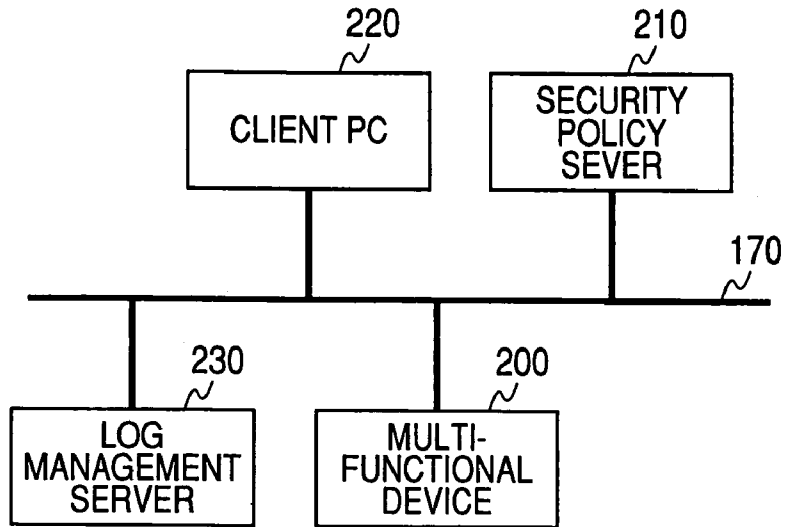 220
CLIENT PC
210
SECURITY
POLICY
SEVER
170
230
LOG
MANAGEMENT
SERVER
200
MULTI-
FUNCTIONAL
DEVICE